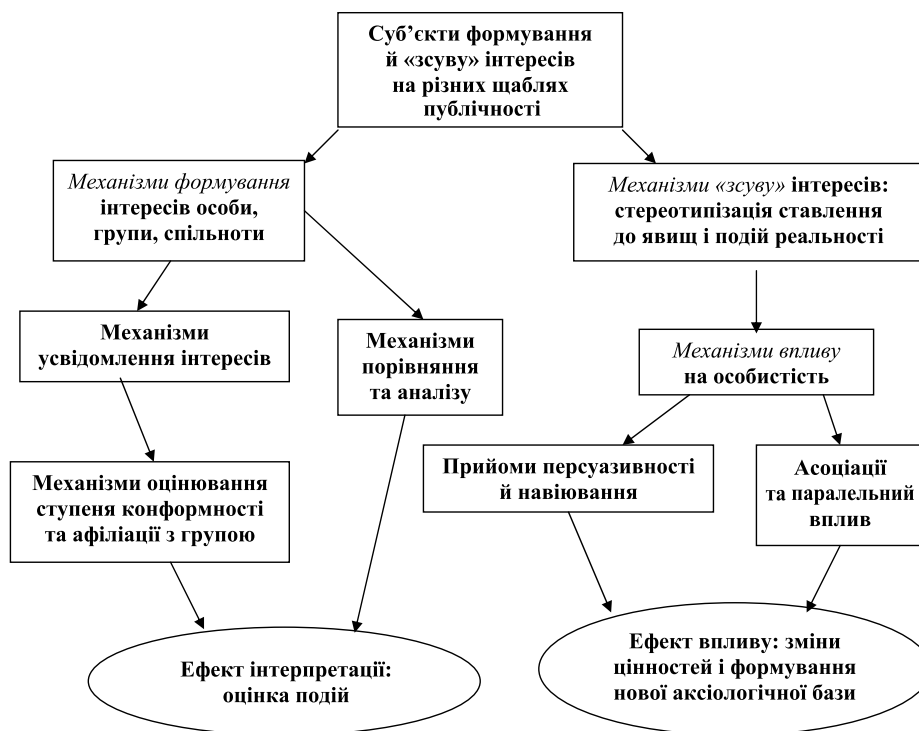 Суб’єкти формування
й «зсуву» інтересів
на різних щаблях
публічності
Механізми формування
інтересів особи,
групи, спільноти
Механізми «зсуву» інтересів:
стереотипізація ставлення
до явищ і подій реальності
Механізми
усвідомлення інтересів
Механізми
порівняння
та аналізу
Механізми впливу
на особистість
Механізми оцінювання
ступеня конформності
та афіліації з групою
Прийоми персуазивності
й навіювання
Асоціації
та паралельний
вплив
Ефект інтерпретації:
оцінка подій
Ефект впливу: зміни
цінностей і формування
нової аксіологічної бази